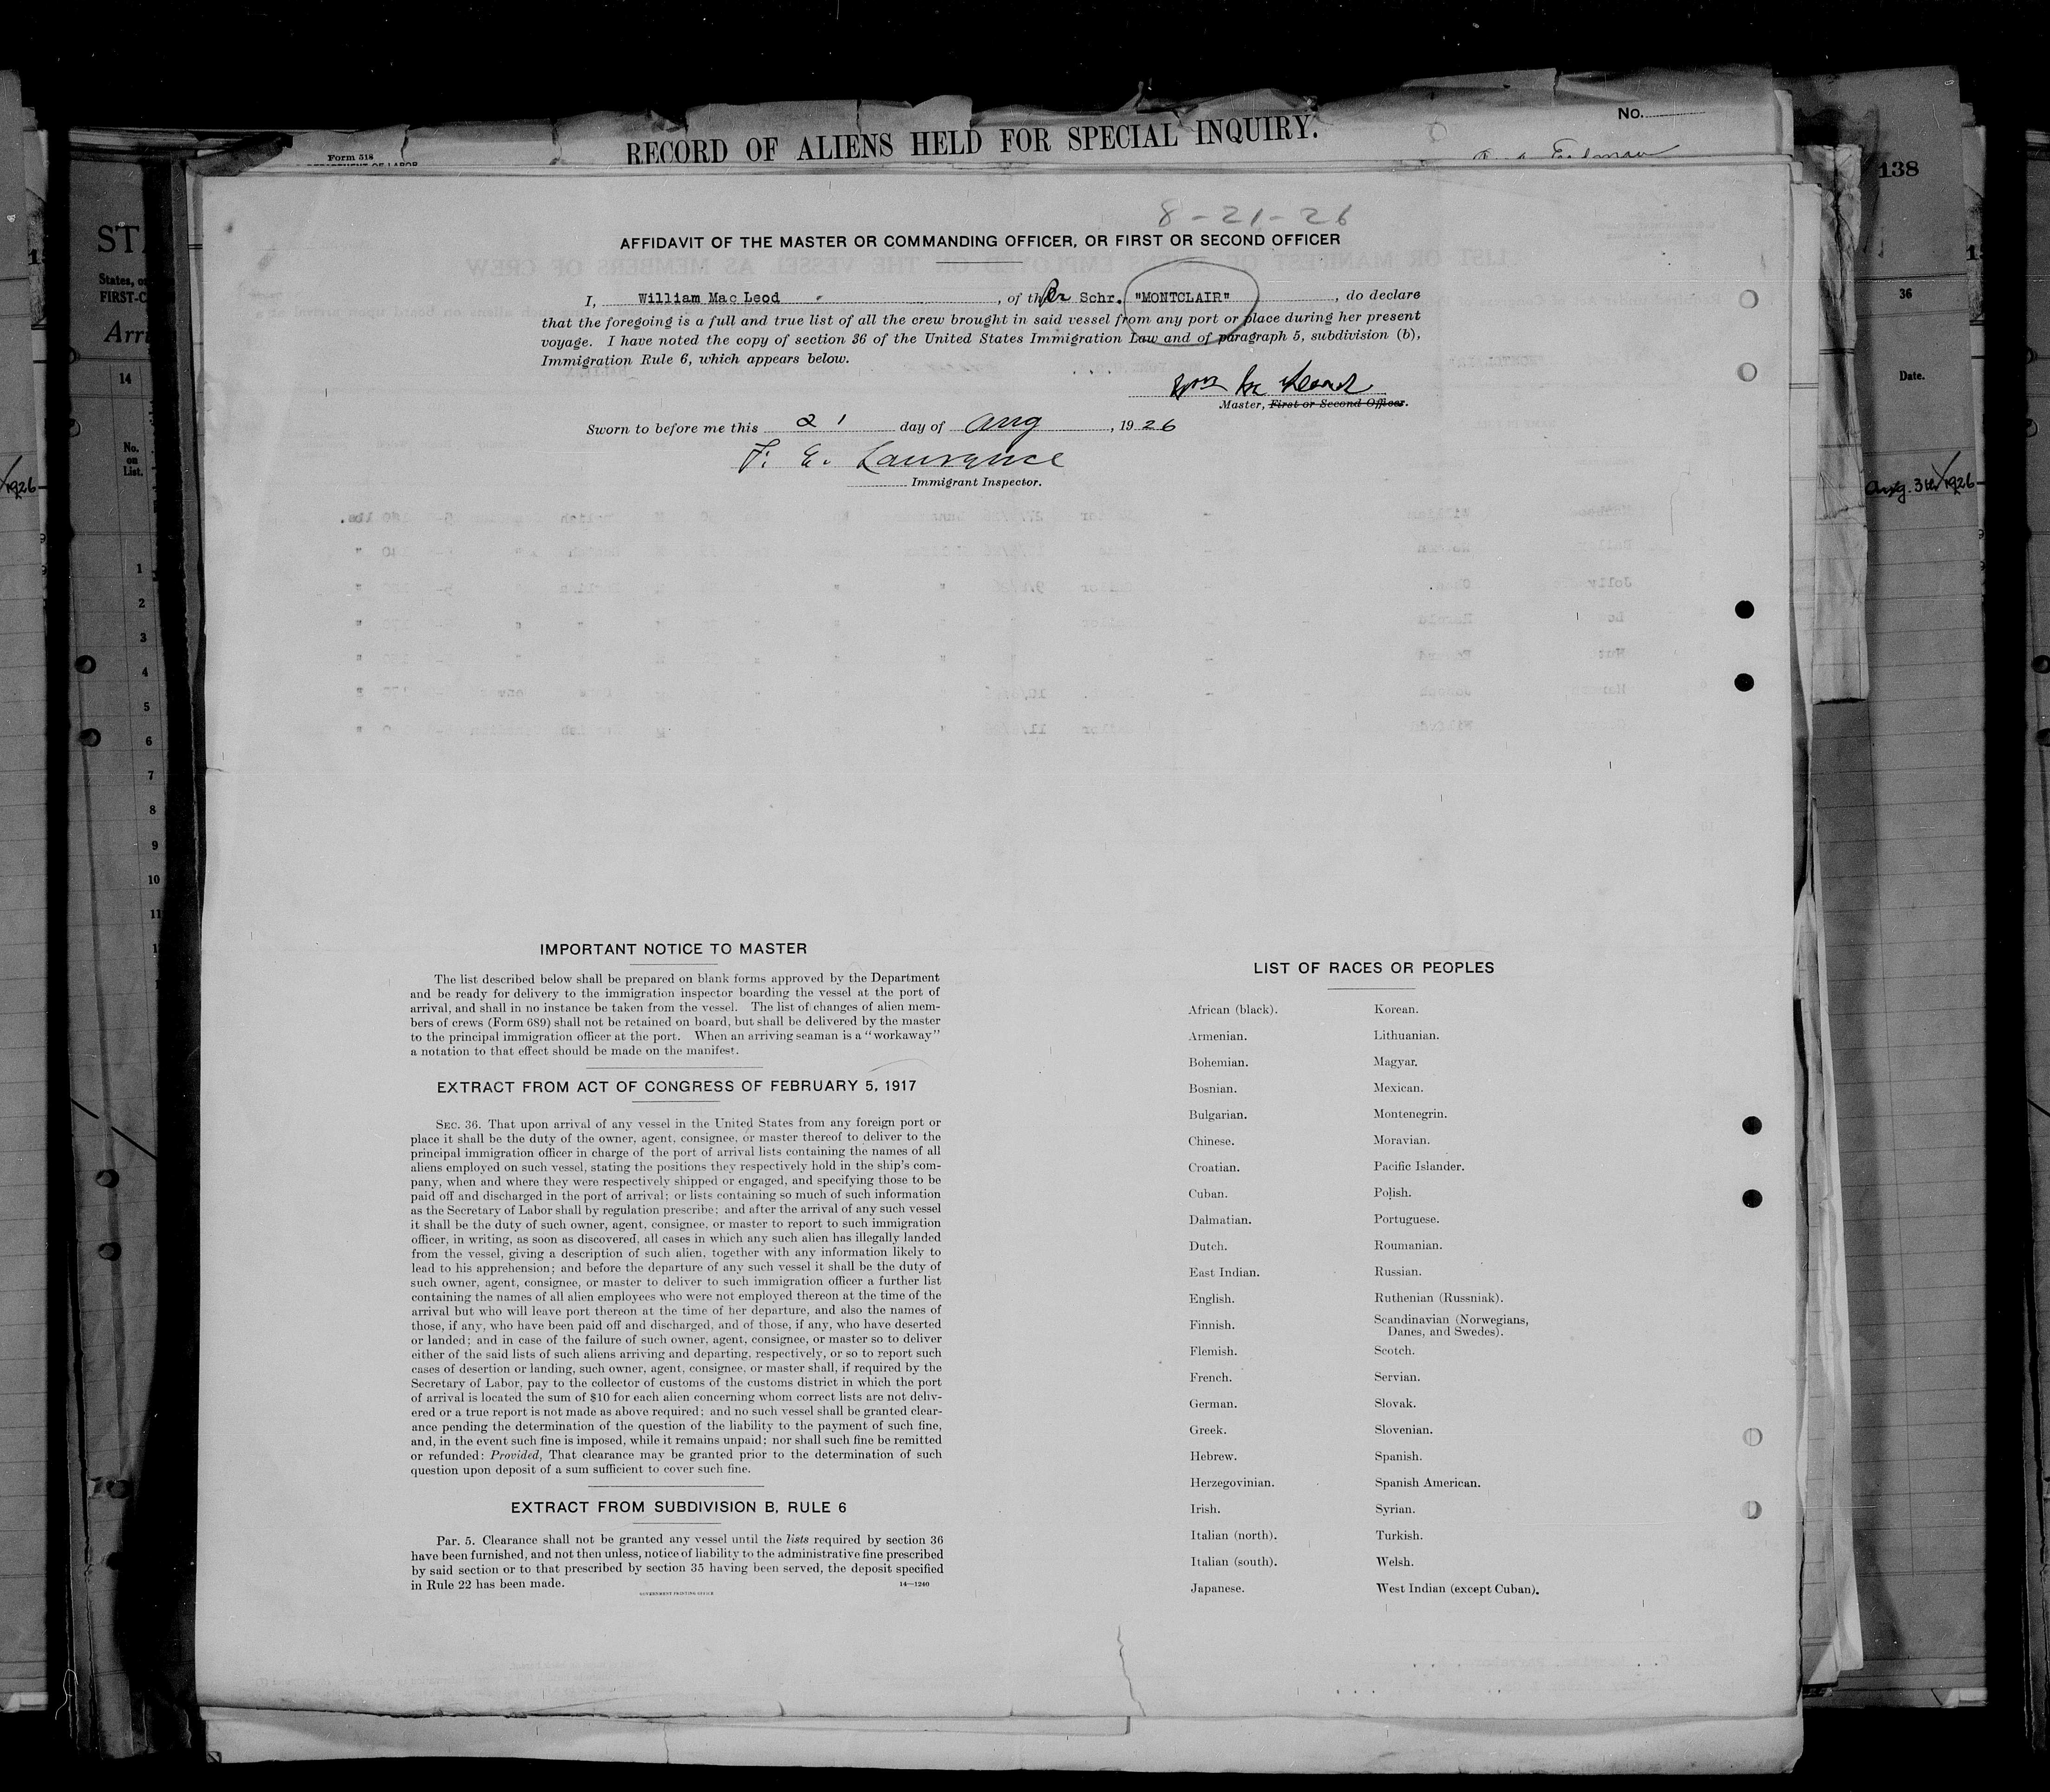 No.
RECORD OF ALIENS HELD FOR SPECIAL INQUIRY.
Form 518
138
8-21-26
AFFIDAVIT OF THE MASTER OR COMMANDING OFFICER, OR FIRST OR SECOND OFFICER
I, William Mac Leod, of the Br Schr. "MONTCLAIR", do declare
that the foregoing is a full and true list of all the crew brought in said vessel from any port or place during her present
voyage. I have noted the copy of section 36 of the United States Immigration Law and of paragraph 5, subdivision (b),
Immigration Rule 6, which appears below.
Wm Mc Leod
Master, First or Second Officer.
Sworn to before me this 21 day of Aug, 1926
F. E. Laurence
Immigrant Inspector.
IMPORTANT NOTICE TO MASTER
The list described below shall be prepared on blank forms approved by the Department
and be ready for delivery to the immigration inspector boarding the vessel at the port of
arrival, and shall in no instance be taken from the vessel. The list of changes of alien mem-
bers of crews (Form 689) shall not be retained on board, but shall be delivered by the master
to the principal immigration officer at the port. When an arriving seaman is a "workaway"
a notation to that effect should be made on the manifest.
EXTRACT FROM ACT OF CONGRESS OF FEBRUARY 5, 1917
SEC. 36. That upon arrival of any vessel in the United States from any foreign port or
place it shall be the duty of the owner, agent, consignee, or master thereof to deliver to the
principal immigration officer in charge of the port of arrival lists containing the names of all
aliens employed on such vessel, stating the positions they respectively hold in the ship's com-
pany, when and where they were respectively shipped or engaged, and specifying those to be
paid off and discharged in the port of arrival; or lists containing so much of such information
as the Secretary of Labor shall by regulation prescribe; and after the arrival of any such vessel
it shall be the duty of such owner, agent, consignee, or master to report to such immigration
officer, in writing, as soon as discovered, all cases in which any such alien has illegally landed
from the vessel, giving a description of such alien, together with any information likely to
lead to his apprehension; and before the departure of any such vessel it shall be the duty of
such owner, agent, consignee, or master to deliver to such immigration officer a further list
containing the names of all alien employees who were not employed thereon at the time of the
arrival but who will leave port thereon at the time of her departure, and also the names of
those, if any, who have been paid off and discharged, and of those, if any, who have deserted
or landed; and in case of the failure of such owner, agent, consignee, or master so to deliver
either of the said lists of such aliens arriving and departing, respectively, or so to report such
cases of desertion or landing, such owner, agent, consignee, or master shall, if required by the
Secretary of Labor, pay to the collector of customs of the customs district in which the port
of arrival is located the sum of $10 for each alien concerning whom correct lists are not deliv-
ered or a true report is not made as above required; and no such vessel shall be granted clear-
ance pending the determination of the question of the liability to the payment of such fine,
and, in the event such fine is imposed, while it remains unpaid; nor shall such fine be remitted
or refunded: Provided, That clearance may be granted prior to the determination of such
question upon deposit of a sum sufficient to cover such fine.
EXTRACT FROM SUBDIVISION B, RULE 6
Par. 5. Clearance shall not be granted any vessel until the lists required by section 36
have been furnished, and not then unless, notice of liability to the administrative fine prescribed
by said section or to that prescribed by section 35 having been served, the deposit specified
in Rule 22 has been made. 14—1240
GOVERNMENT PRINTING OFFICE
LIST OF RACES OR PEOPLES
African (black). Korean.
Armenian. Lithuanian.
Bohemian. Magyar.
Bosnian. Mexican.
Bulgarian. Montenegrin.
Chinese. Moravian.
Croatian. Pacific Islander.
Cuban. Polish.
Dalmatian. Portuguese.
Dutch. Roumanian.
East Indian. Russian.
English. Ruthenian (Russniak).
Finnish. Scandinavian (Norwegians,
Danes, and Swedes).
Flemish. Scotch.
French. Servian.
German. Slovak.
Greek. Slovenian.
Hebrew. Spanish.
Herzegovinian. Spanish American.
Irish. Syrian.
Italian (north). Turkish.
Italian (south). Welsh.
Japanese. West Indian (except Cuban).
14
No.
on
List.
1
2
3
4
5
6
7
8
9
10
11
36
Date.